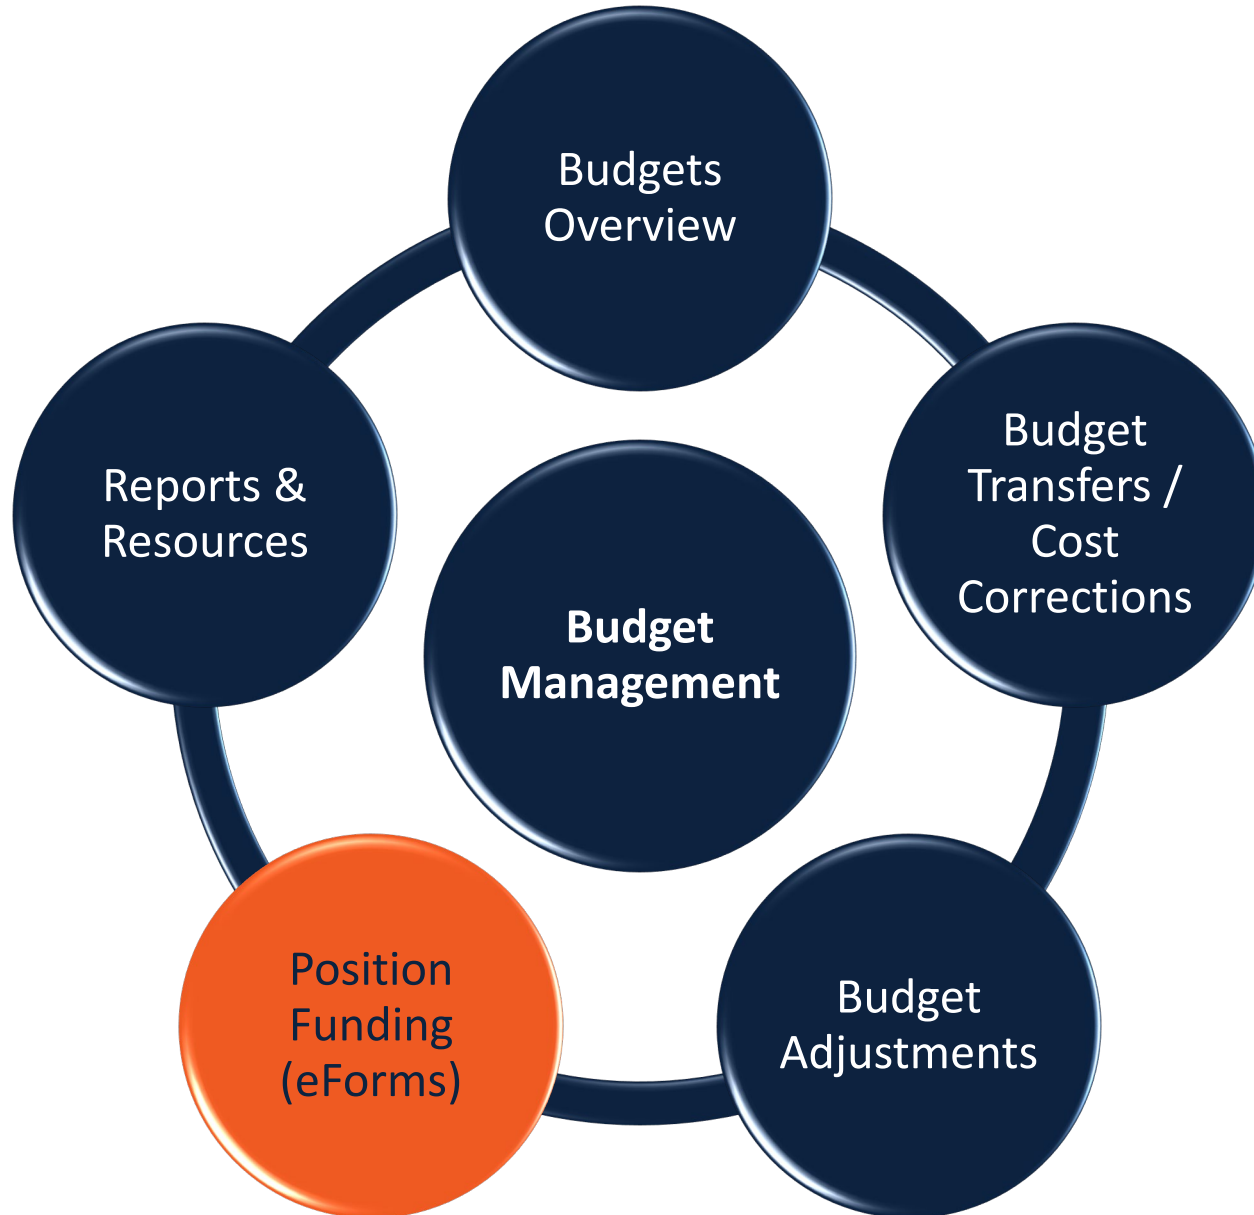 Budgets
Overview
Budget
Transfers /
Cost
Corrections
Reports &
Resources
Budget
Management
Position
Funding
(eForms)
Budget
Adjustments